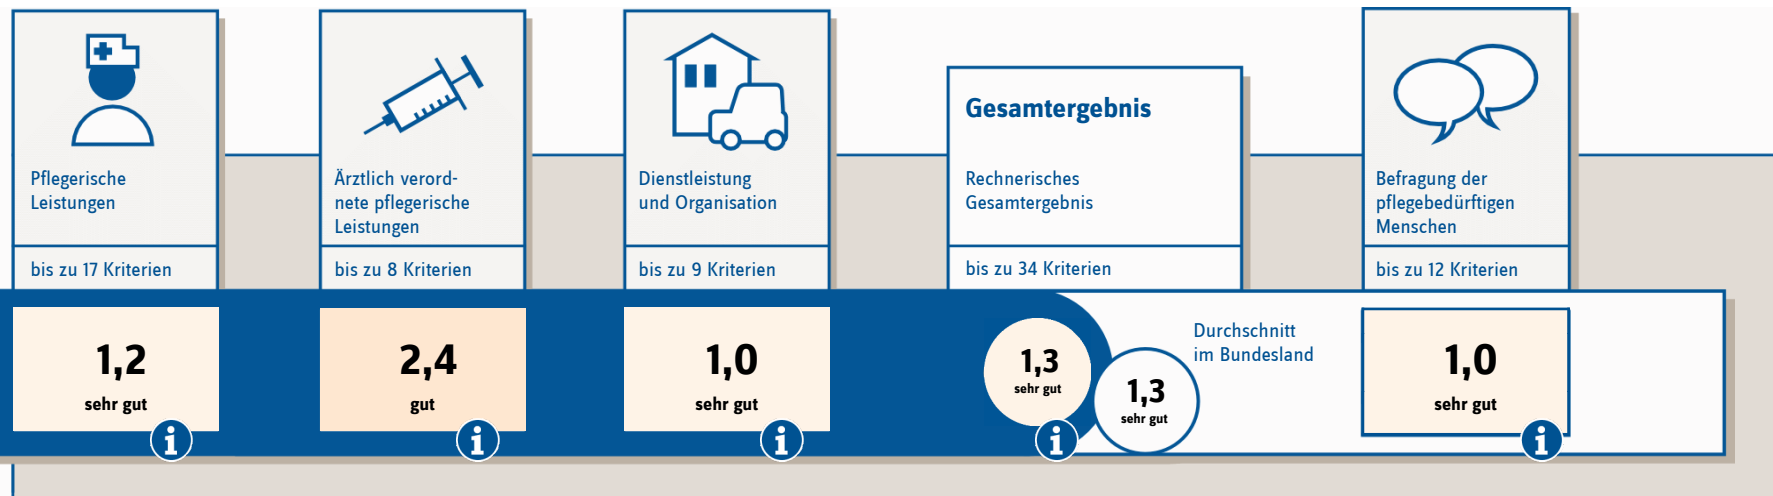 Pflegerische
Leistungen
bis zu 17 Kriterien
1,2
sehr gut
i
Ärztlich verord-
nete pflegerische
Leistungen
bis zu 8 Kriterien
2,4
gut
i
Dienstleistung
und Organisation
bis zu 9 Kriterien
1,0
sehr gut
i
Gesamtergebnis
Rechnerisches
Gesamtergebnis
bis zu 34 Kriterien
1,3
sehr gut
i
1,3
sehr gut
Durchschnitt
im Bundesland
Befragung der
pflegebedürftigen
Menschen
bis zu 12 Kriterien
1,0
sehr gut
i